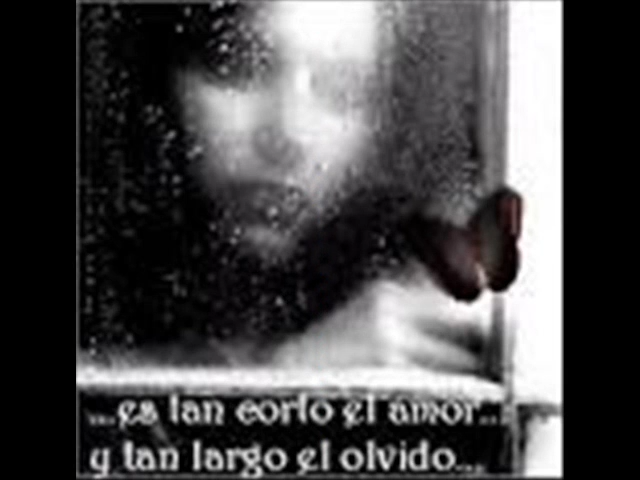 ...es tan corto el amor...
y tan largo el olvido...